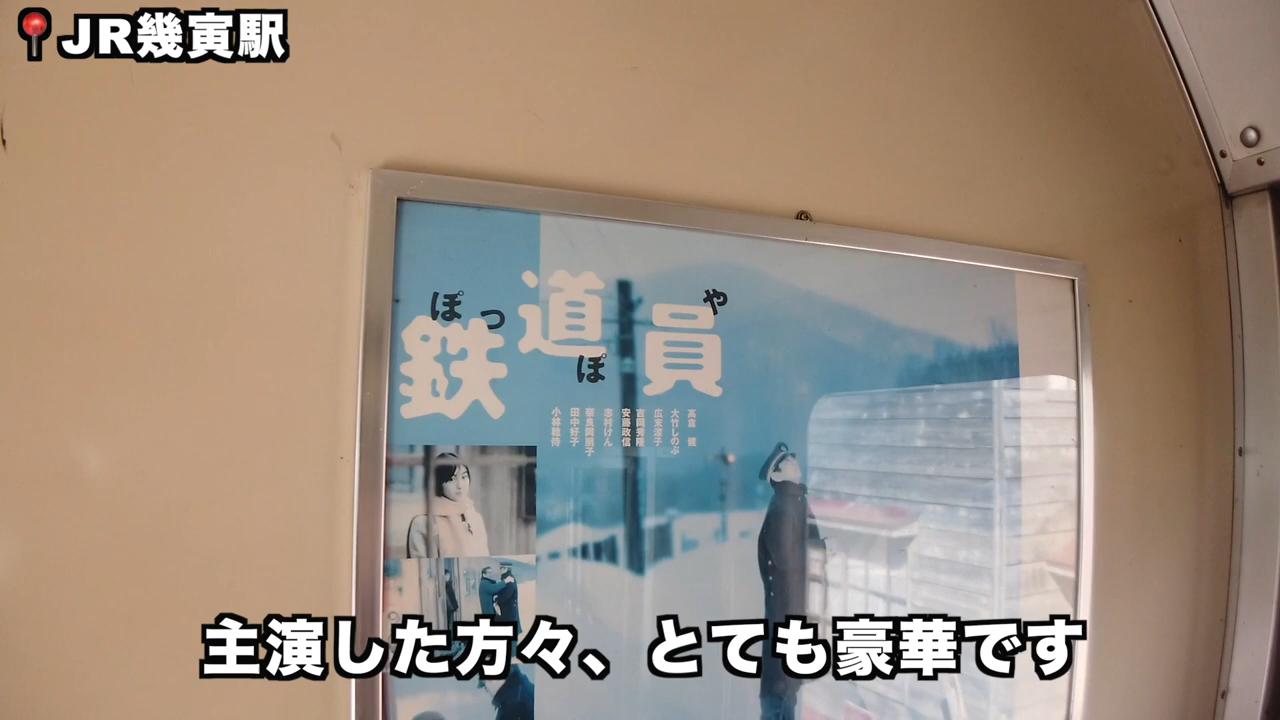 📍JR幾寅駅
鉄道員
ぽっぽや
高倉 健
大竹しのぶ
広末涼子
吉岡秀隆
安藤政信
志村けん
奈良岡朋子
田中好子
小林稔侍
主演した方々、とても豪華です